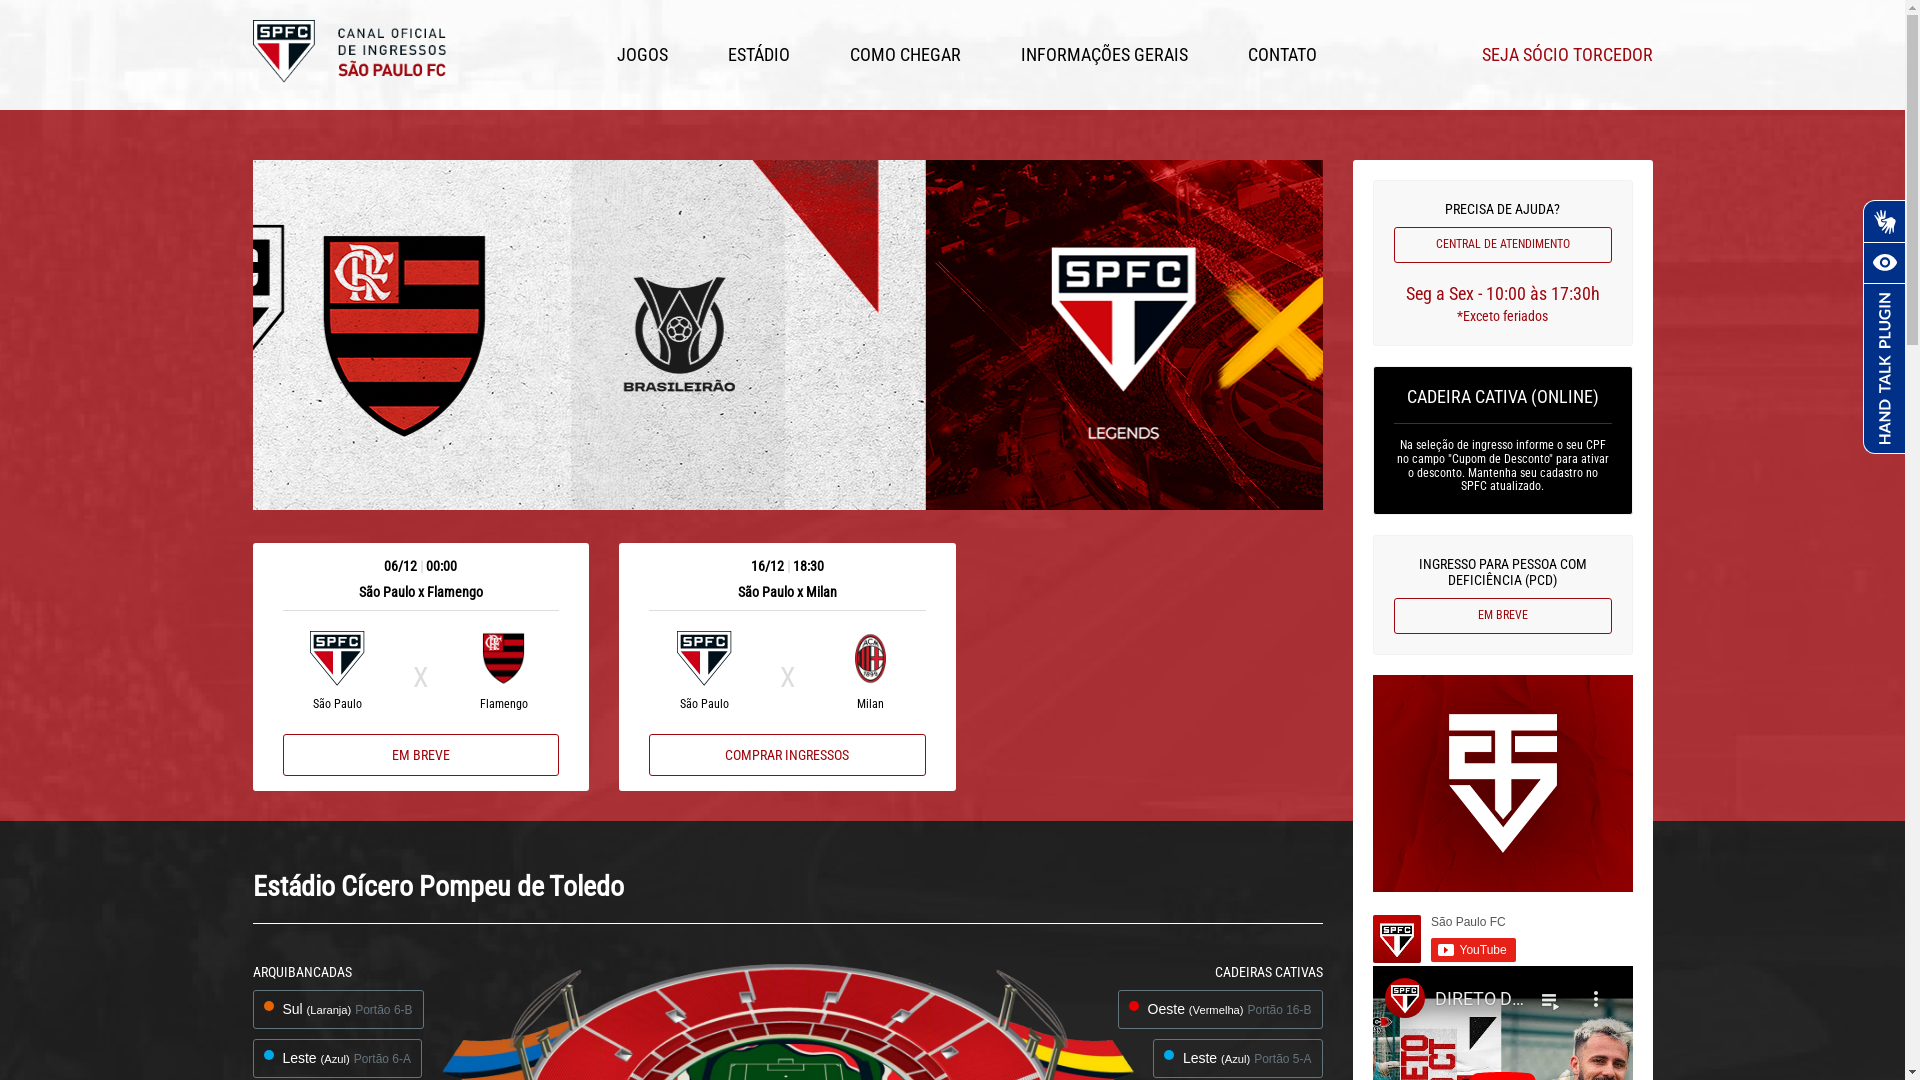 SPFC
CANAL OFICIAL
DE INGRESSOS
SÃO PAULO FC
JOGOS
ESTÁDIO
COMO CHEGAR
INFORMAÇÕES GERAIS
CONTATO
SEJA SÓCIO TORCEDOR
BRASILEIRÃO
SPFC
LEGENDS
06/12 | 00:00
São Paulo x Flamengo
SPFC
X
São Paulo
Flamengo
EM BREVE
16/12 | 18:30
São Paulo x Milan
SPFC
X
São Paulo
Milan
COMPRAR INGRESSOS
PRECISA DE AJUDA?
CENTRAL DE ATENDIMENTO
Seg a Sex - 10:00 às 17:30h
*Exceto feriados
CADEIRA CATIVA (ONLINE)
Na seleção de ingresso informe o seu CPF
no campo "Cupom de Desconto" para ativar
o desconto. Mantenha seu cadastro no
SPFC atualizado.
INGRESSO PARA PESSOA COM
DEFICIÊNCIA (PCD)
EM BREVE
SPFC
São Paulo FC
YouTube
SPFC
DIRETO D...
HAND TALK PLUGIN
Estádio Cícero Pompeu de Toledo
ARQUIBANCADAS
Sul (Laranja) Portão 6-B
Leste (Azul) Portão 6-A
CADEIRAS CATIVAS
Oeste (Vermelha) Portão 16-B
Leste (Azul) Portão 5-A